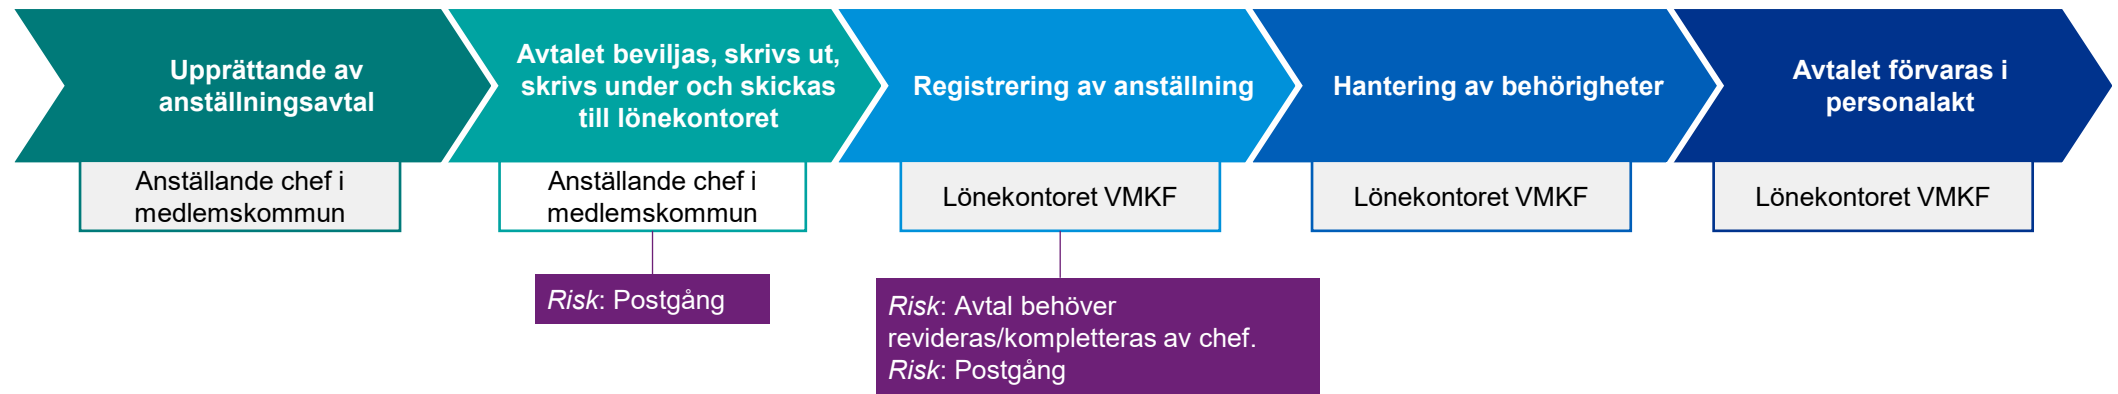 Upprättande av
anställningsavtal
Avtalet beviljas, skrivs ut,
skrivs under och skickas
till lönekontoret
Registrering av anställning
Hantering av behörigheter
Avtalet förvaras i
personalakt
Anställande chef i
medlemskommun
Anställande chef i
medlemskommun
Lönekontoret VMKF
Lönekontoret VMKF
Lönekontoret VMKF
Risk: Postgång
Risk: Avtal behöver
revideras/kompletteras av chef.
Risk: Postgång